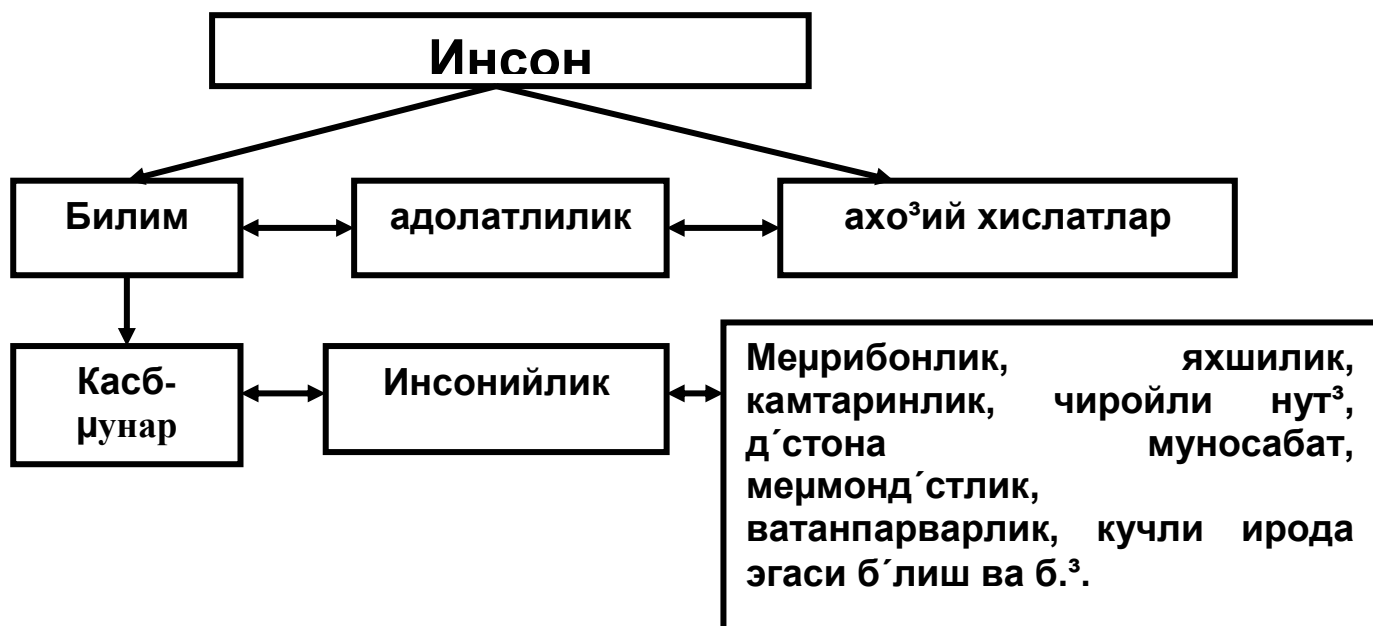 Инсон
Билим
адолатлилик
ахо³ий хислатлар
Касб-
µунар
Инсонийлик
Меµрибонлик, яхшилик,
камтаринлик, чиройли нут³,
д´стона муносабат,
меµмонд´стлик,
ватанпарварлик, кучли ирода
эгаси б´лиш ва б.³.